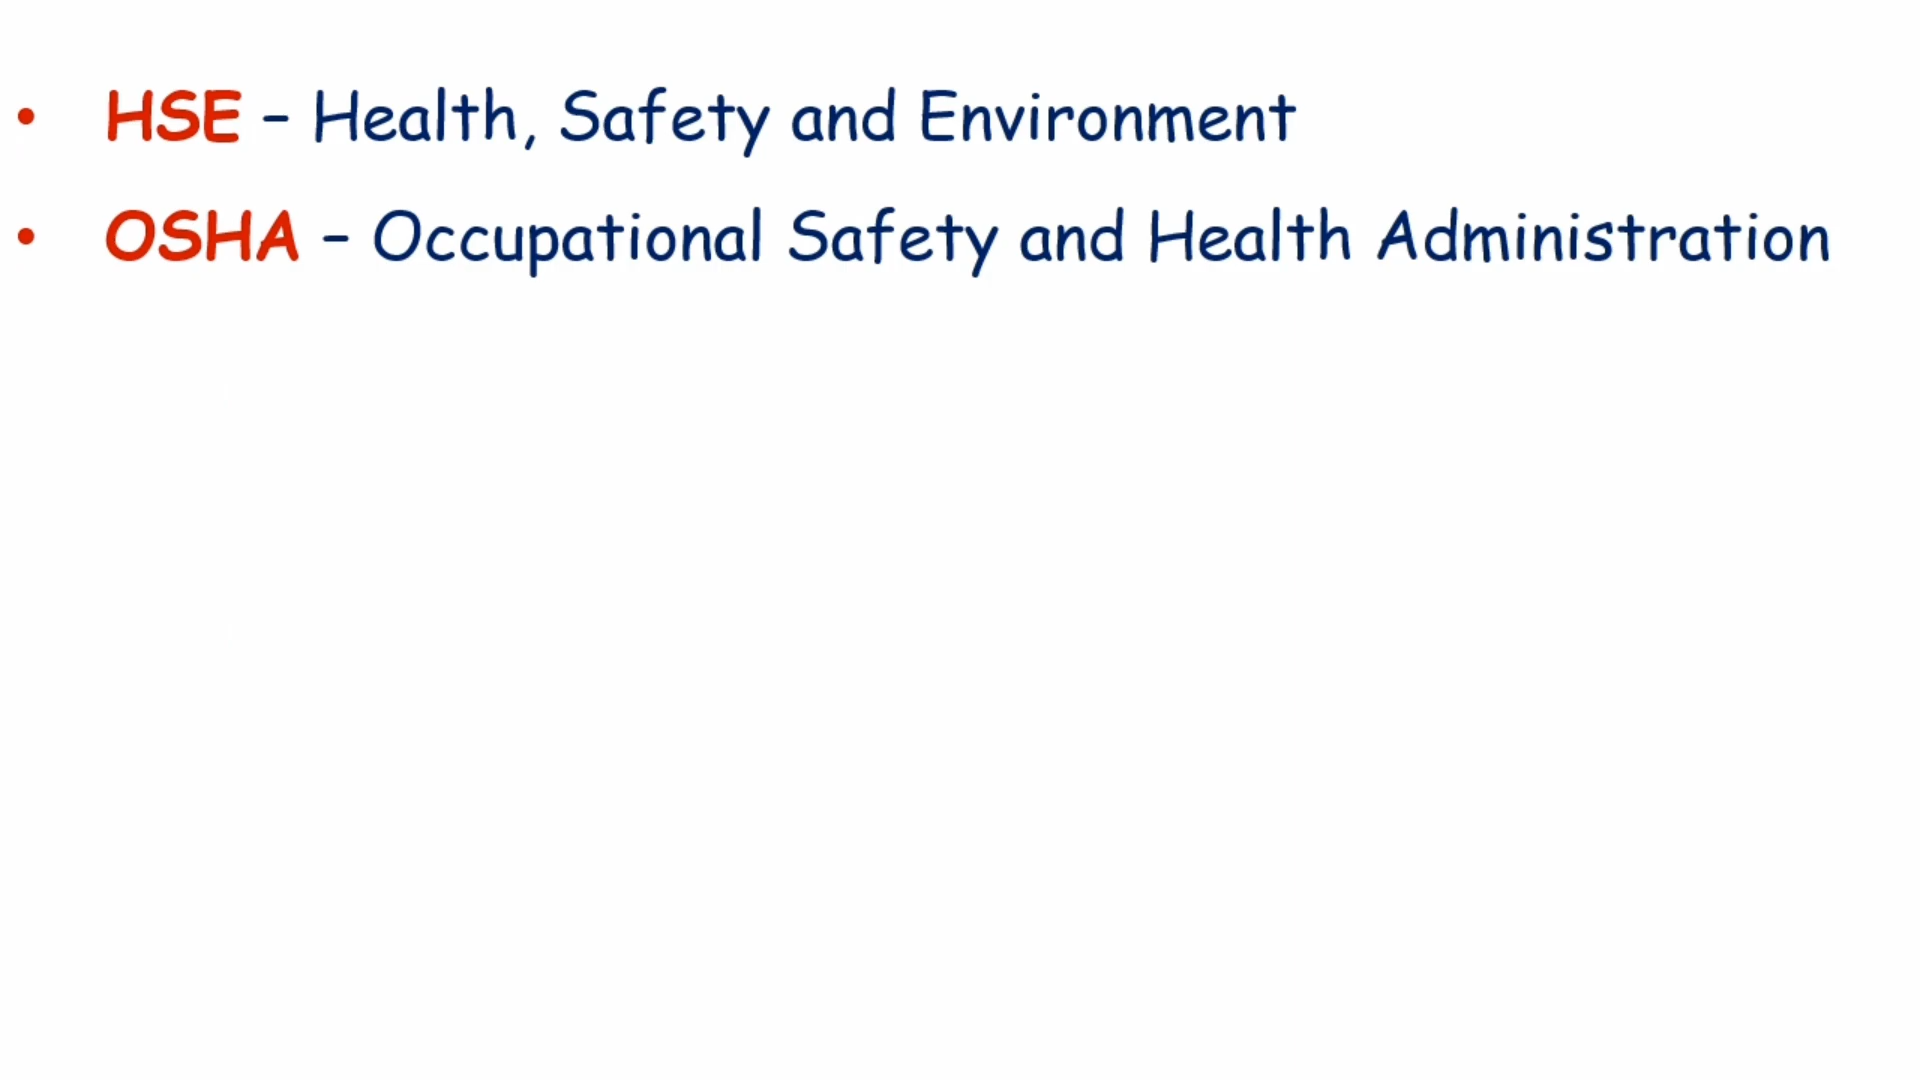 • HSE – Health, Safety and Environment
• OSHA – Occupational Safety and Health Administration